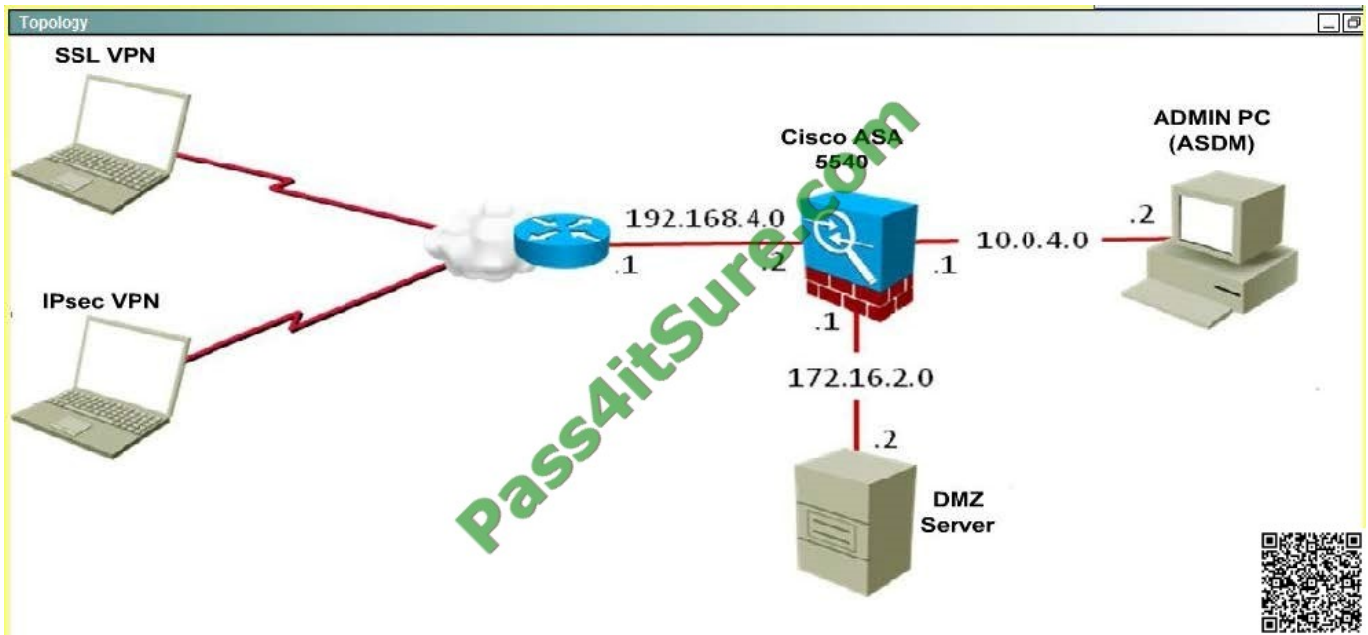 Topology
SSL VPN
IPsec VPN
Cisco ASA
5540
ADMIN PC
(ASDM)
192.168.4.0
.1
.2
.1
10.0.4.0
.2
.1
172.16.2.0
.2
DMZ
Server
Pass4itSure.com